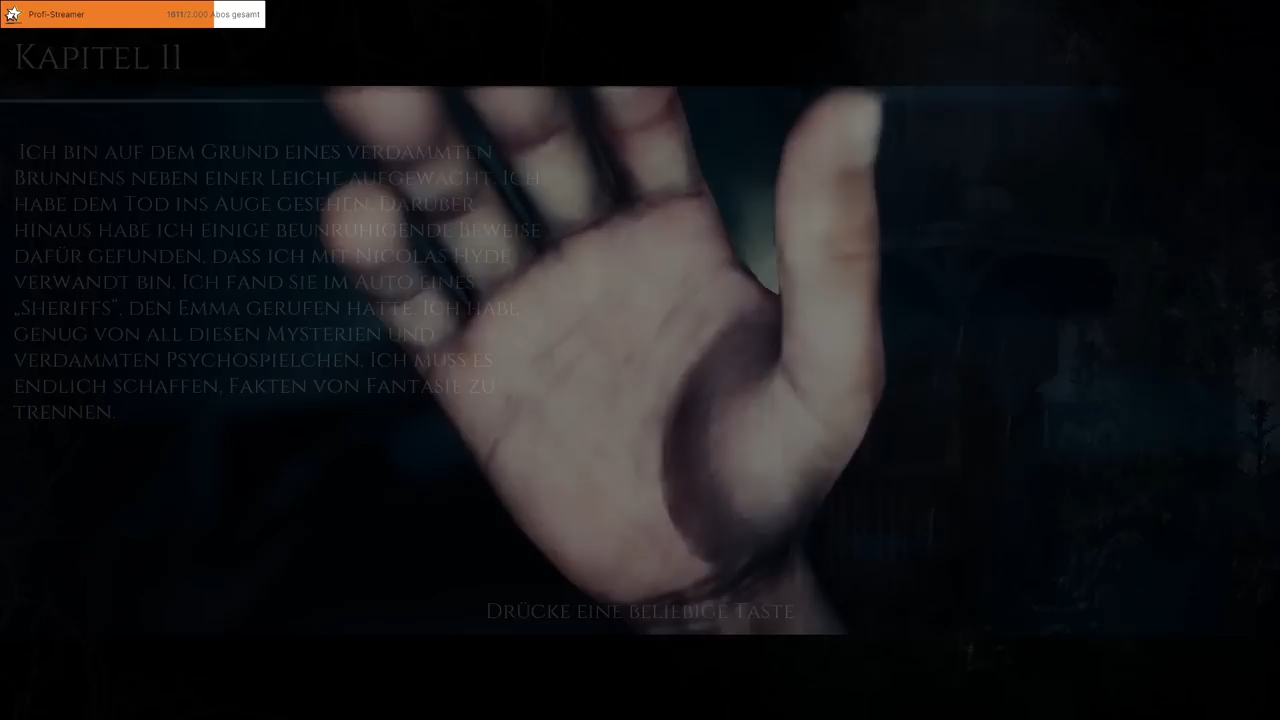 Profi-Streamer 1611/2.000 Abos gesamt
Kapitel 11
Ich bin auf dem Grund eines verdammten
Brunnens neben einer Leiche aufgewacht. Ich
habe dem Tod ins Auge gesehen. Darüber
hinaus habe ich einige beunruhigende Beweise
dafür gefunden, dass ich mit Nicolas Hyde
verwandt bin. Ich fand sie im Auto eines
„Sheriffs“, den Emma gerufen hatte. Ich habe
genug von all diesen Mysterien und
verdammten Psychospielchen. Ich muss es
endlich schaffen, Fakten von Fantasie zu
trennen.
Drücke eine beliebige Taste